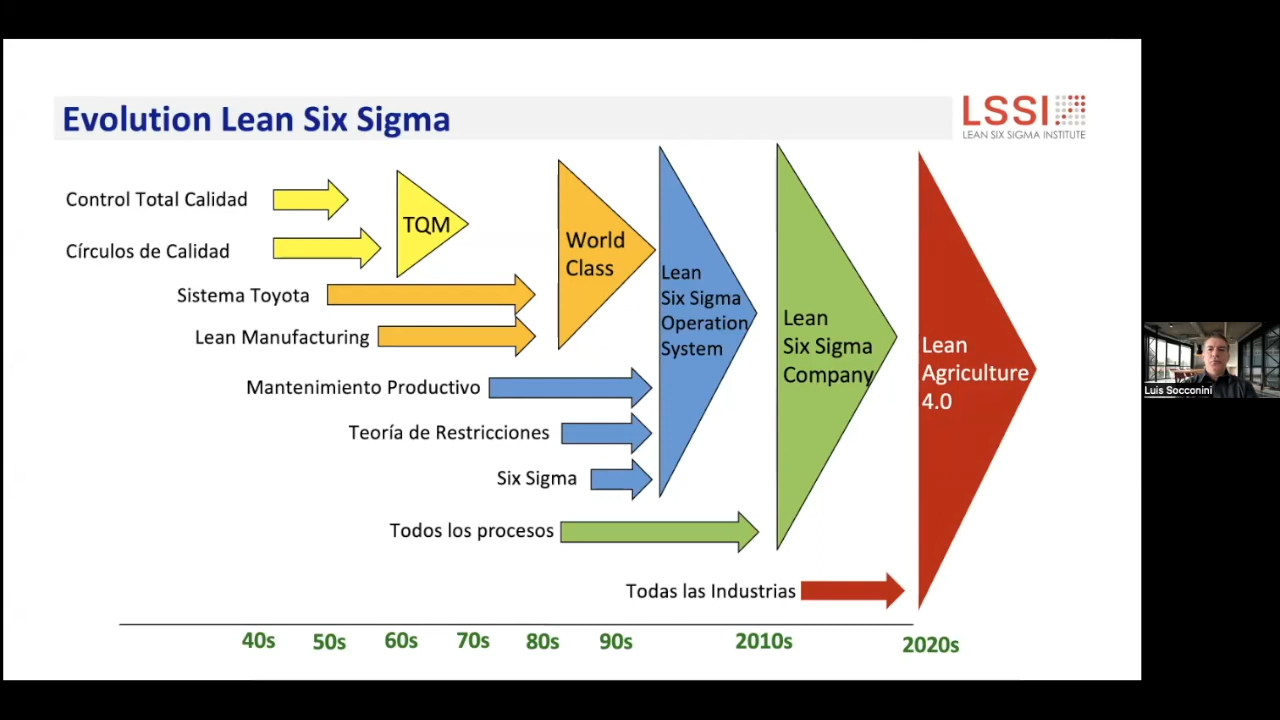 Evolution Lean Six Sigma
LSSI
LEAN SIX SIGMA INSTITUTE
Control Total Calidad
TQM
Círculos de Calidad
World
Class
Sistema Toyota
Lean Manufacturing
Lean
Six Sigma
Operation
System
Mantenimiento Productivo
Lean
Six Sigma
Company
Lean
Agriculture
4.0
Teoría de Restricciones
Six Sigma
Todos los procesos
Todas las Industrias
40s
50s
60s
70s
80s
90s
2010s
2020s
Luis Socconini